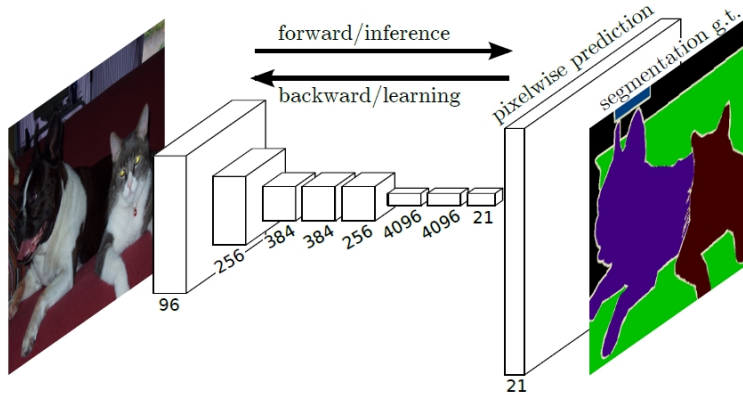 forward/inference
backward/learning
pixelwise prediction
segmentation g.t.
96
256
384
384
256
4096
4096
21
21